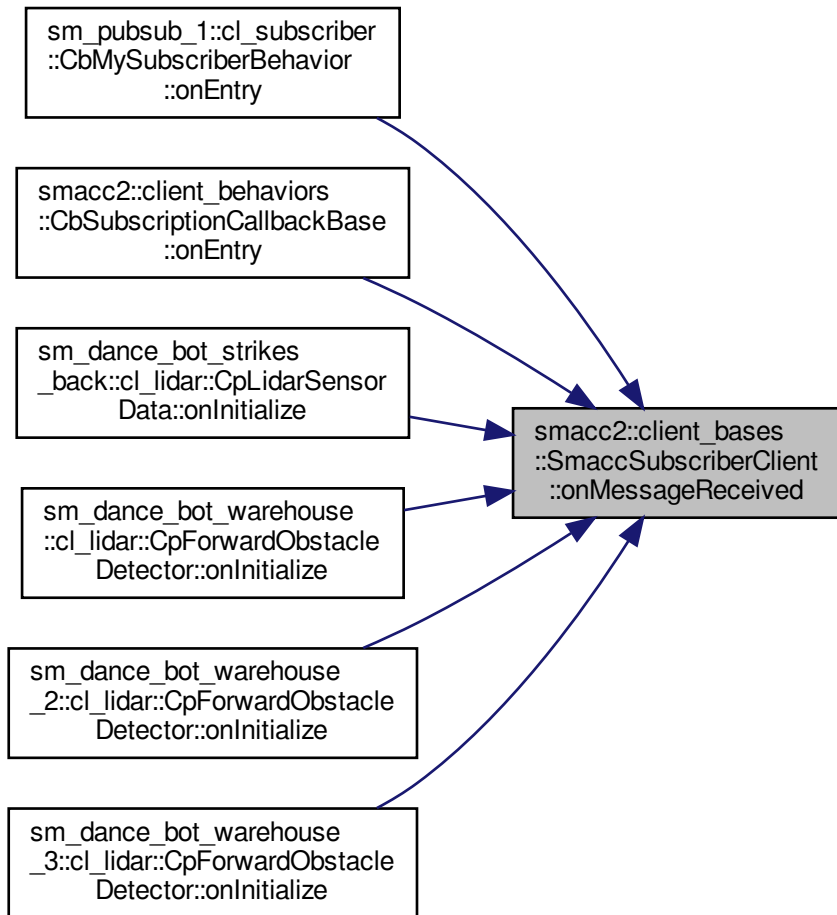 sm_pubsub_1::cl_subscriber
::CbMySubscriberBehavior
::onEntry
smacc2::client_behaviors
::CbSubscriptionCallbackBase
::onEntry
sm_dance_bot_strikes
_back::cl_lidar::CpLidarSensor
Data::onInitialize
sm_dance_bot_warehouse
::cl_lidar::CpForwardObstacle
Detector::onInitialize
sm_dance_bot_warehouse
_2::cl_lidar::CpForwardObstacle
Detector::onInitialize
sm_dance_bot_warehouse
_3::cl_lidar::CpForwardObstacle
Detector::onInitialize
smacc2::client_bases
::SmaccSubscriberClient
::onMessageReceived